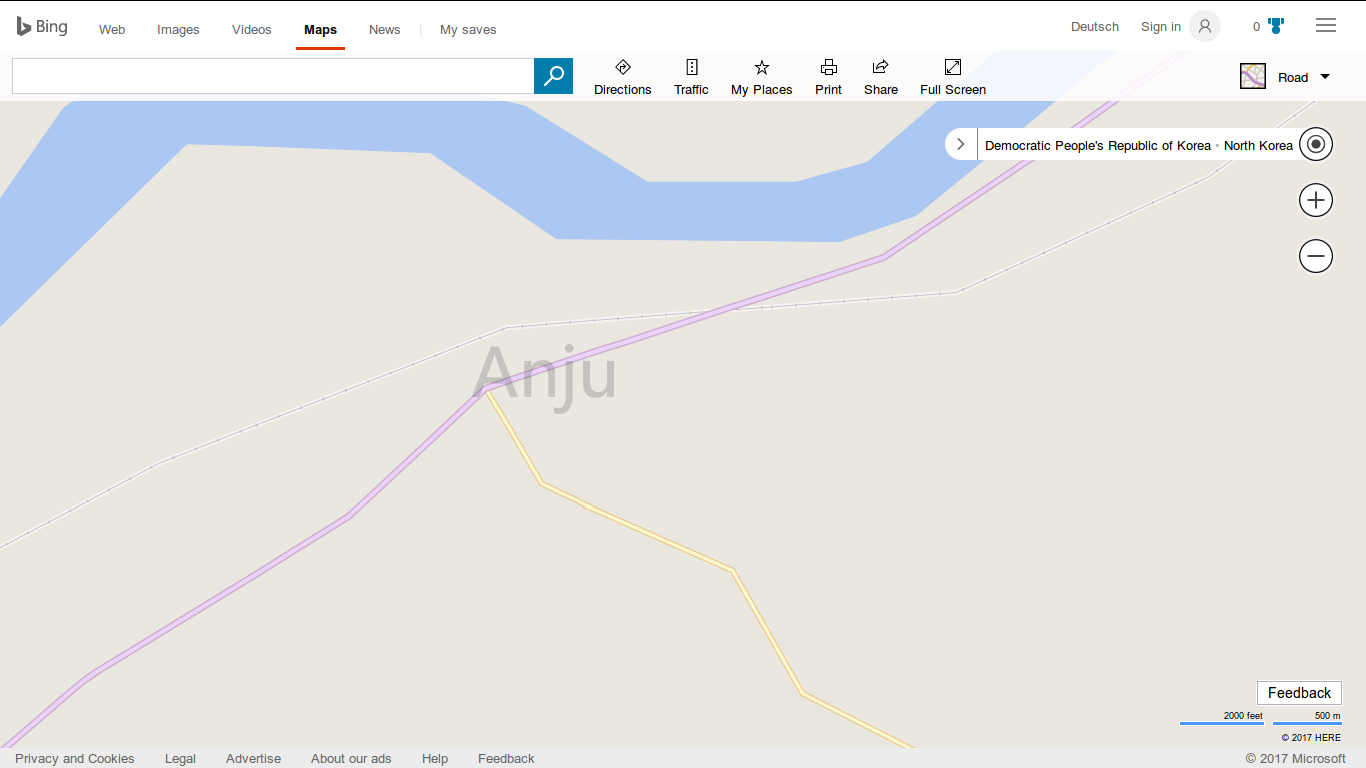 Bing
Web Images Videos Maps News | My saves
Deutsch Sign in 0
Directions Traffic My Places Print Share Full Screen
Road
Democratic People's Republic of Korea • North Korea
Anju
Feedback
2000 feet 500 m
© 2017 HERE
Privacy and Cookies Legal Advertise About our ads Help Feedback © 2017 Microsoft